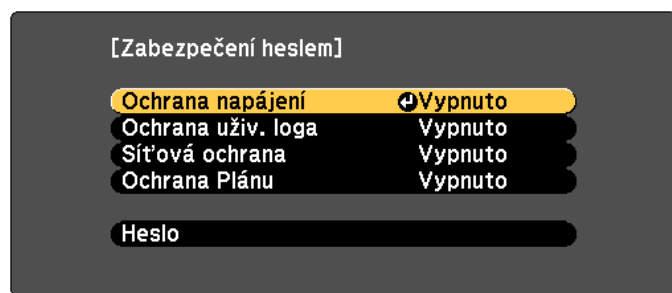 [Zabezpečení heslem]
Ochrana napájení Vypnuto
Ochrana uživ. loga Vypnuto
Síťová ochrana Vypnuto
Ochrana Plánu Vypnuto
Heslo